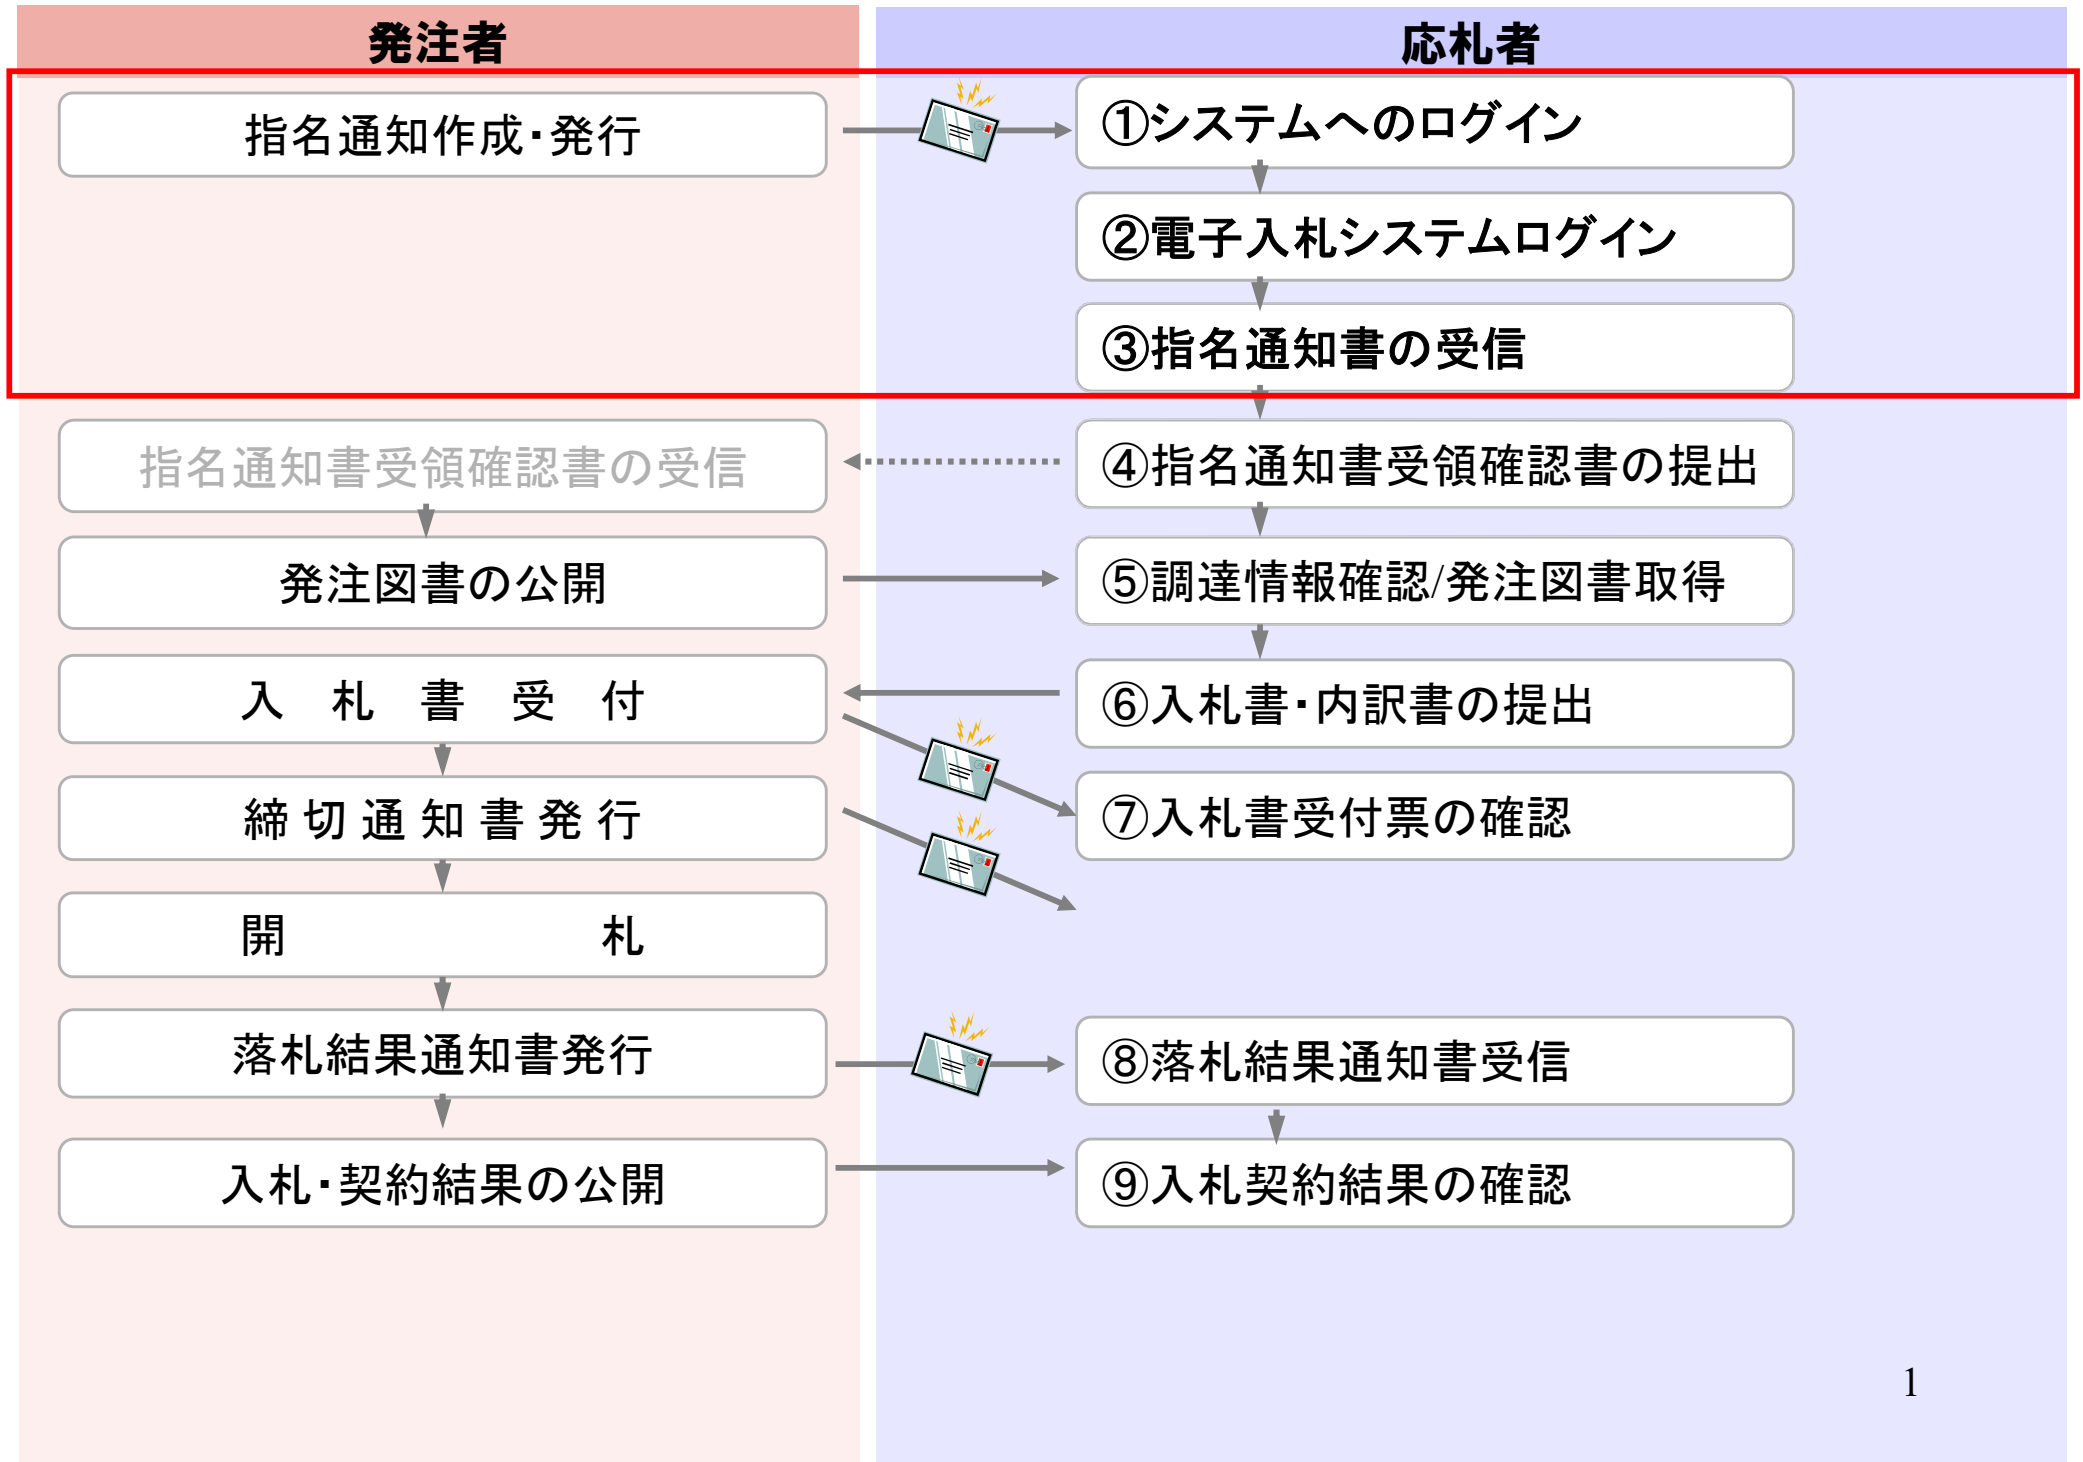 発注者
応札者
指名通知作成・発行
①システムへのログイン
②電子入札システムログイン
③指名通知書の受信
指名通知書受領確認書の受信
④指名通知書受領確認書の提出
発注図書の公開
⑤調達情報確認/発注図書取得
入　札　書　受　付
⑥入札書・内訳書の提出
締 切 通 知 書 発 行
⑦入札書受付票の確認
開　　　　　　　札
落札結果通知書発行
⑧落札結果通知書受信
入札・契約結果の公開
⑨入札契約結果の確認
1